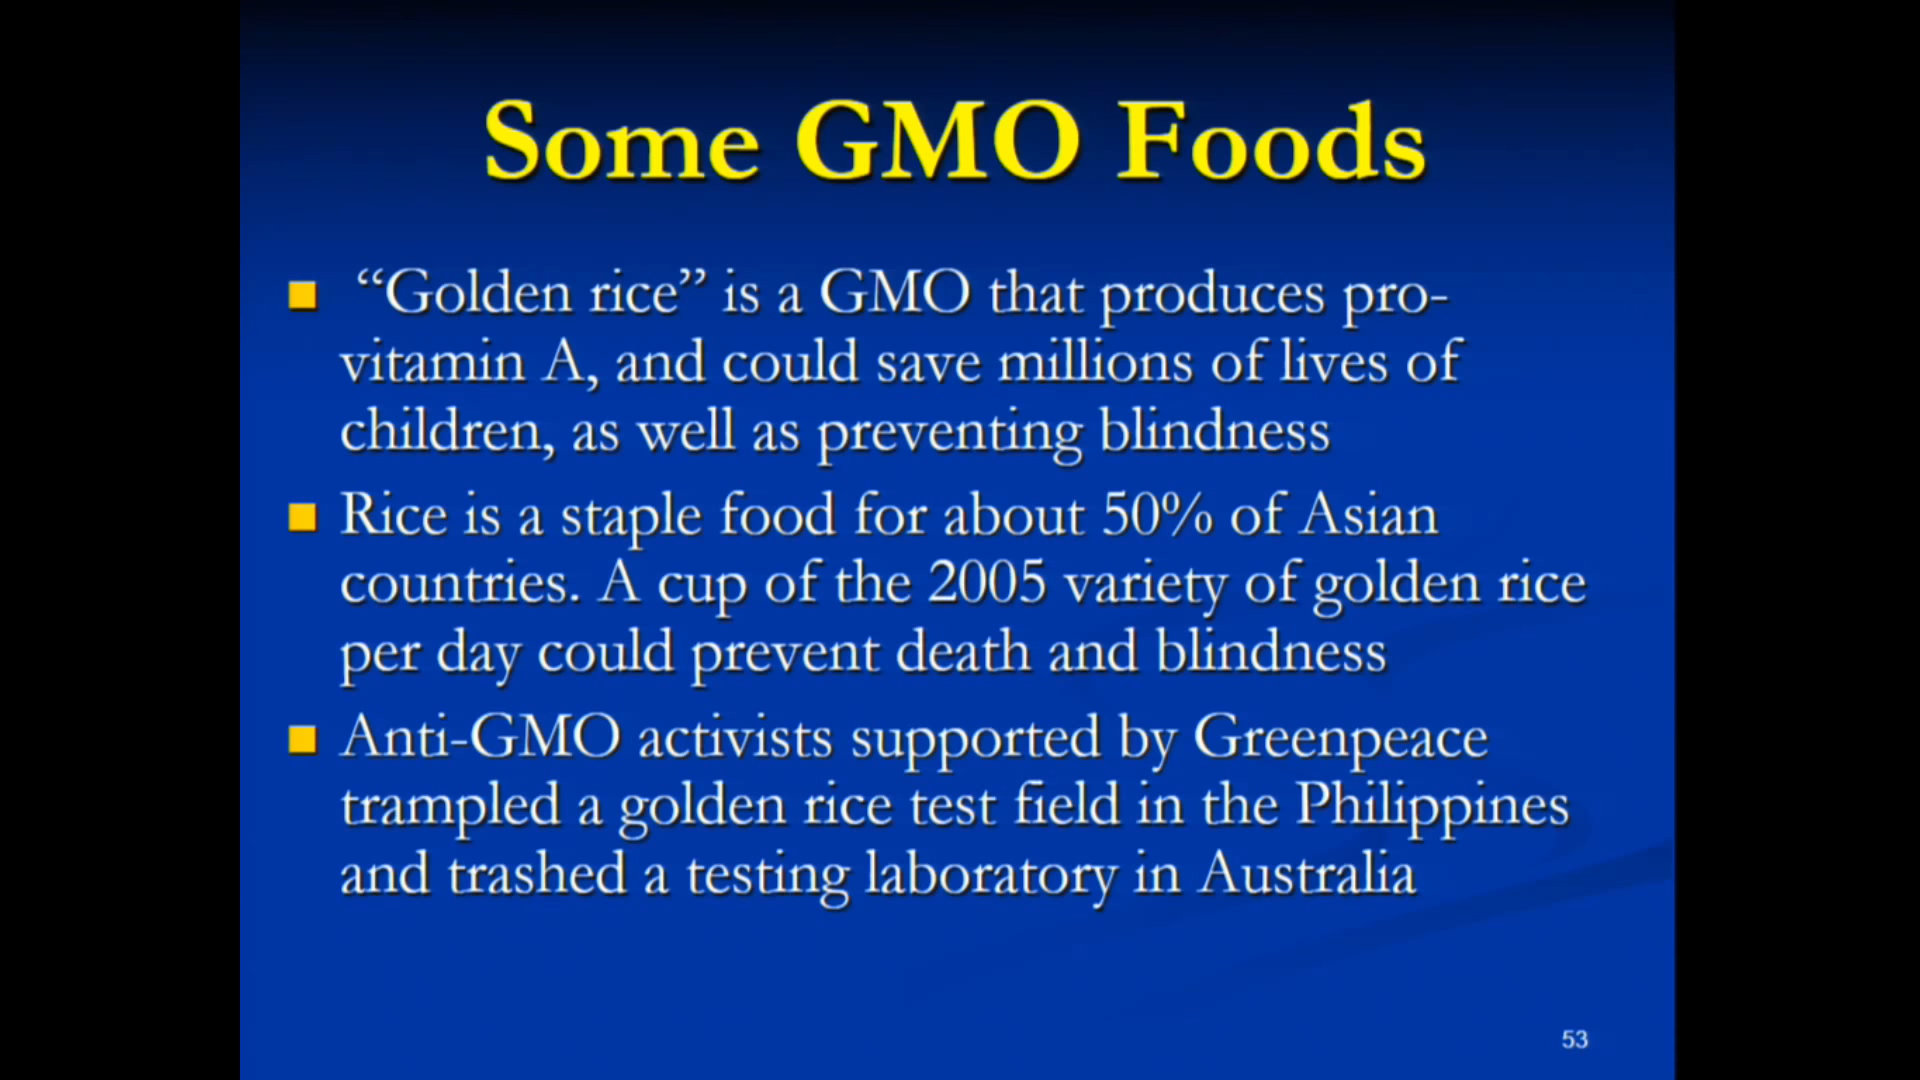 Some GMO Foods
“Golden rice” is a GMO that produces pro-
vitamin A, and could save millions of lives of
children, as well as preventing blindness
Rice is a staple food for about 50% of Asian
countries. A cup of the 2005 variety of golden rice
per day could prevent death and blindness
Anti-GMO activists supported by Greenpeace
trampled a golden rice test field in the Philippines
and trashed a testing laboratory in Australia
53